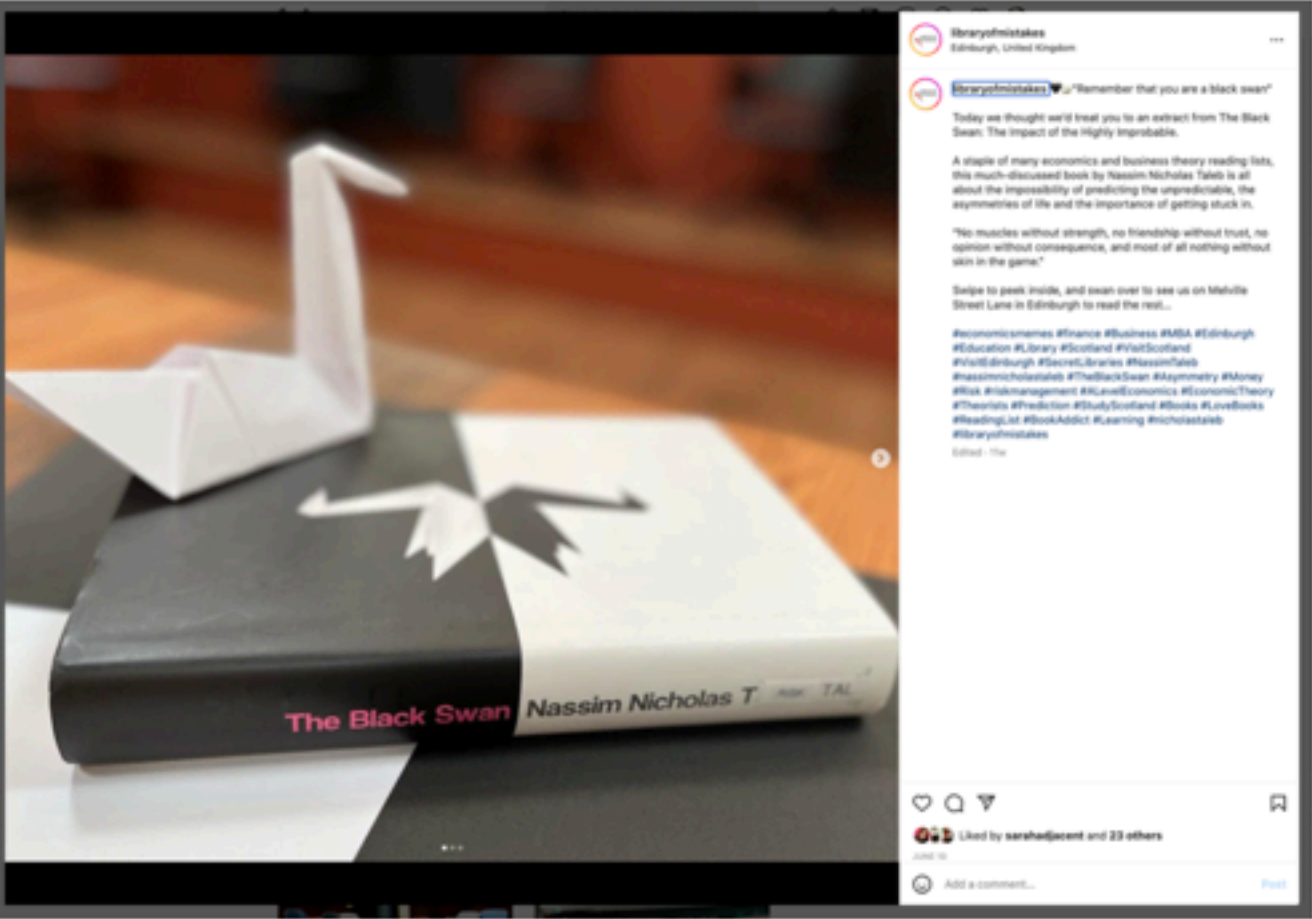 libraryofmistakes
Edinburgh, United Kingdom
libraryofmistakes 🖤🦢"Remember that you are a black swan"
Today we thought we'd treat you to an extract from The Black
Swan: The Impact of the Highly Improbable.
A staple of many economics and business theory reading lists,
this much-discussed book by Nassim Nicholas Taleb is all
about the impossibility of predicting the unpredictable, the
asymmetries of life and the importance of getting stuck in.
"No muscles without strength, no friendship without trust, no
opinion without consequence, and most of all nothing without
skin in the game."
Swipe to peek inside, and swan over to see us on Melville
Street Lane in Edinburgh to read the rest...
#economicsmemes #finance #Business #MBA #Edinburgh
#Education #Library #Scotland #VisitScotland
#VisitEdinburgh #SecretLibraries #NassimTaleb
#nassimnicholastaleb #TheBlackSwan #Asymmetry #Money
#Risk #riskmanagement #ALevelEconomics #EconomicTheory
#Theorists #Prediction #StudyScotland #Books #LoveBooks
#ReadingList #BookAddict #Learning #nicholastaleb
#libraryofmistakes
Edited · 11w
The Black Swan Nassim Nicholas T TAL
Liked by sarahadjacent and 23 others
JUNE
Add a comment...
Post